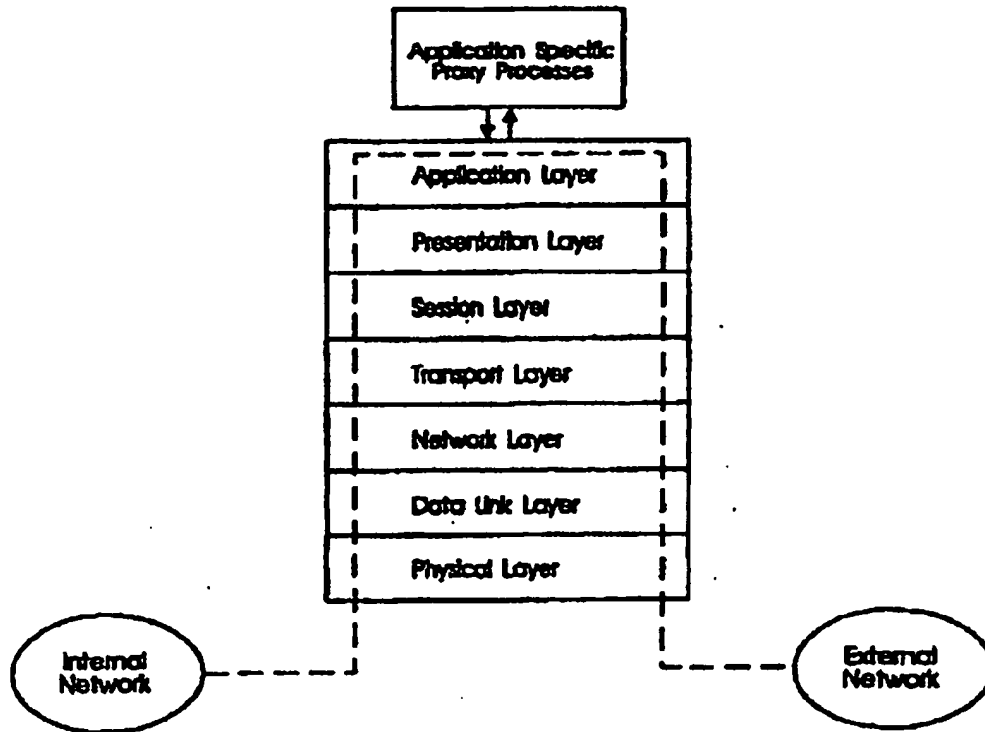 Application Specific
Proxy Processes
Application Layer
Presentation Layer
Session Layer
Transport Layer
Network Layer
Data Link Layer
Physical Layer
Internal
Network
External
Network